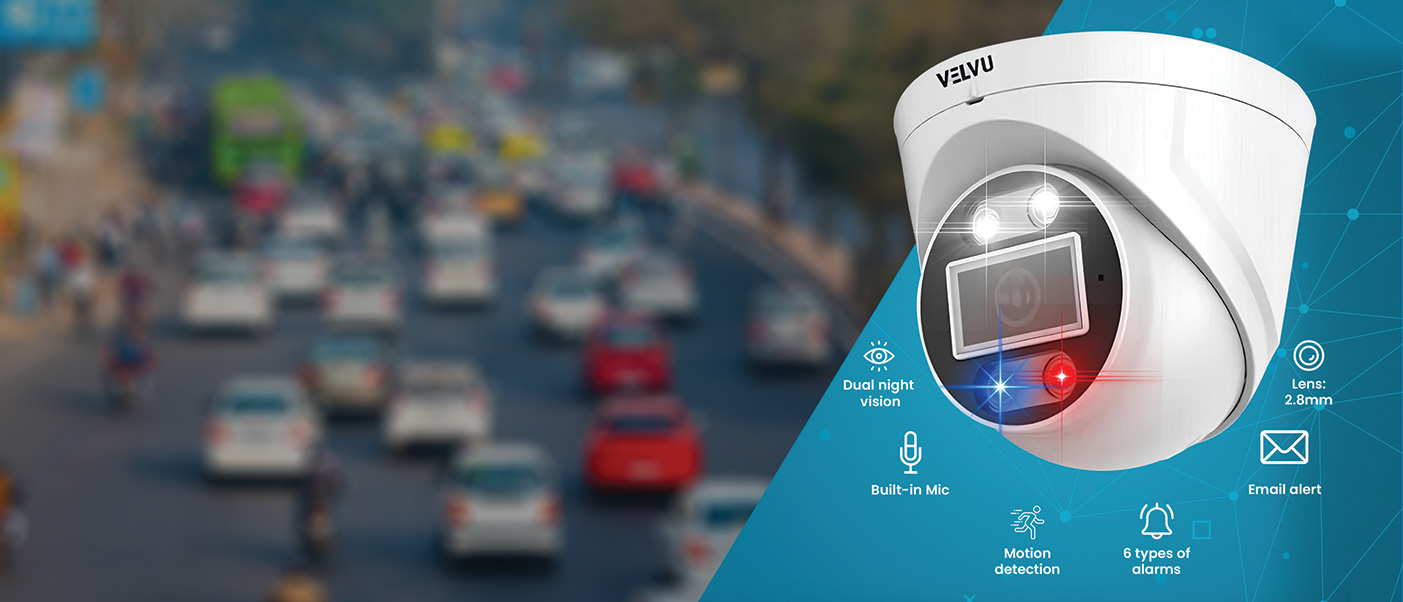 VELVU
Dual night
vision
Built-in Mic
Motion
detection
6 types of
alarms
Email alert
Lens:
2.8mm